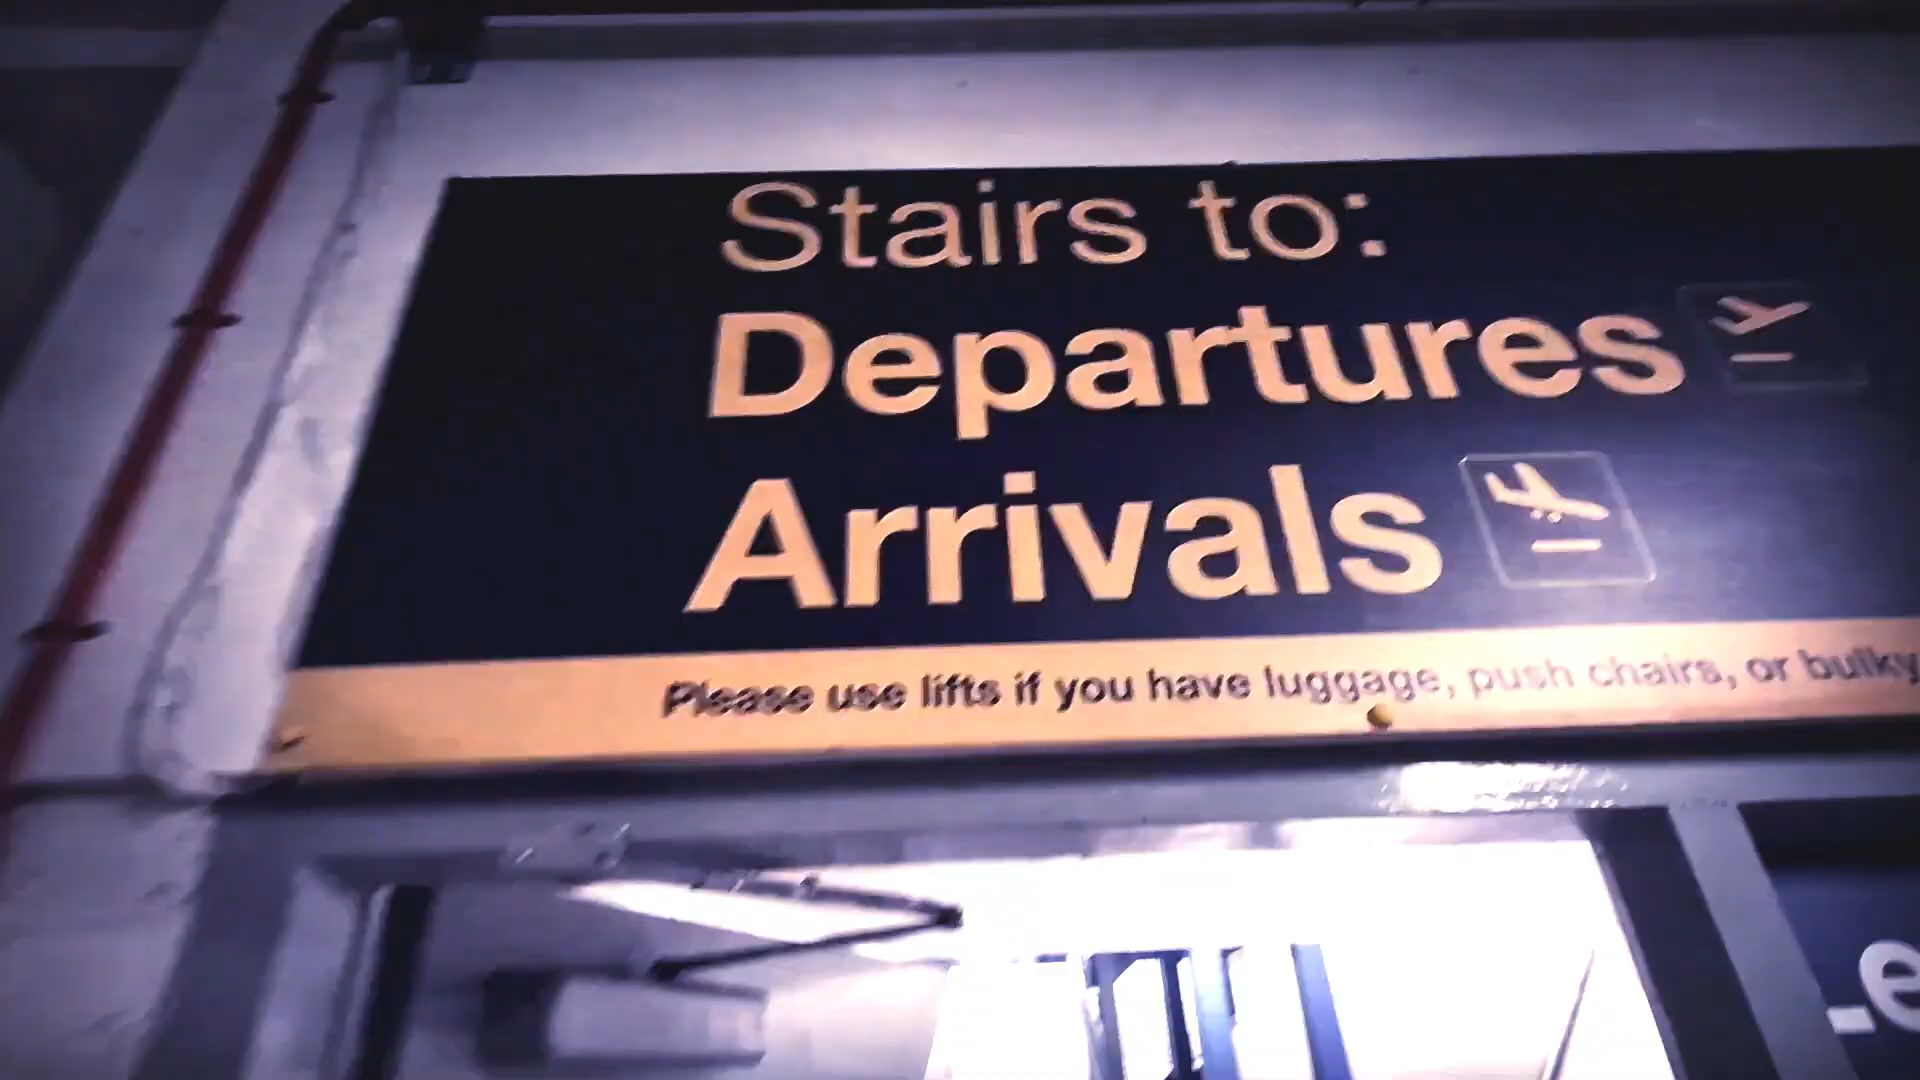 Stairs to:
Departures
Arrivals
Please use lifts if you have luggage, push chairs, or bulky